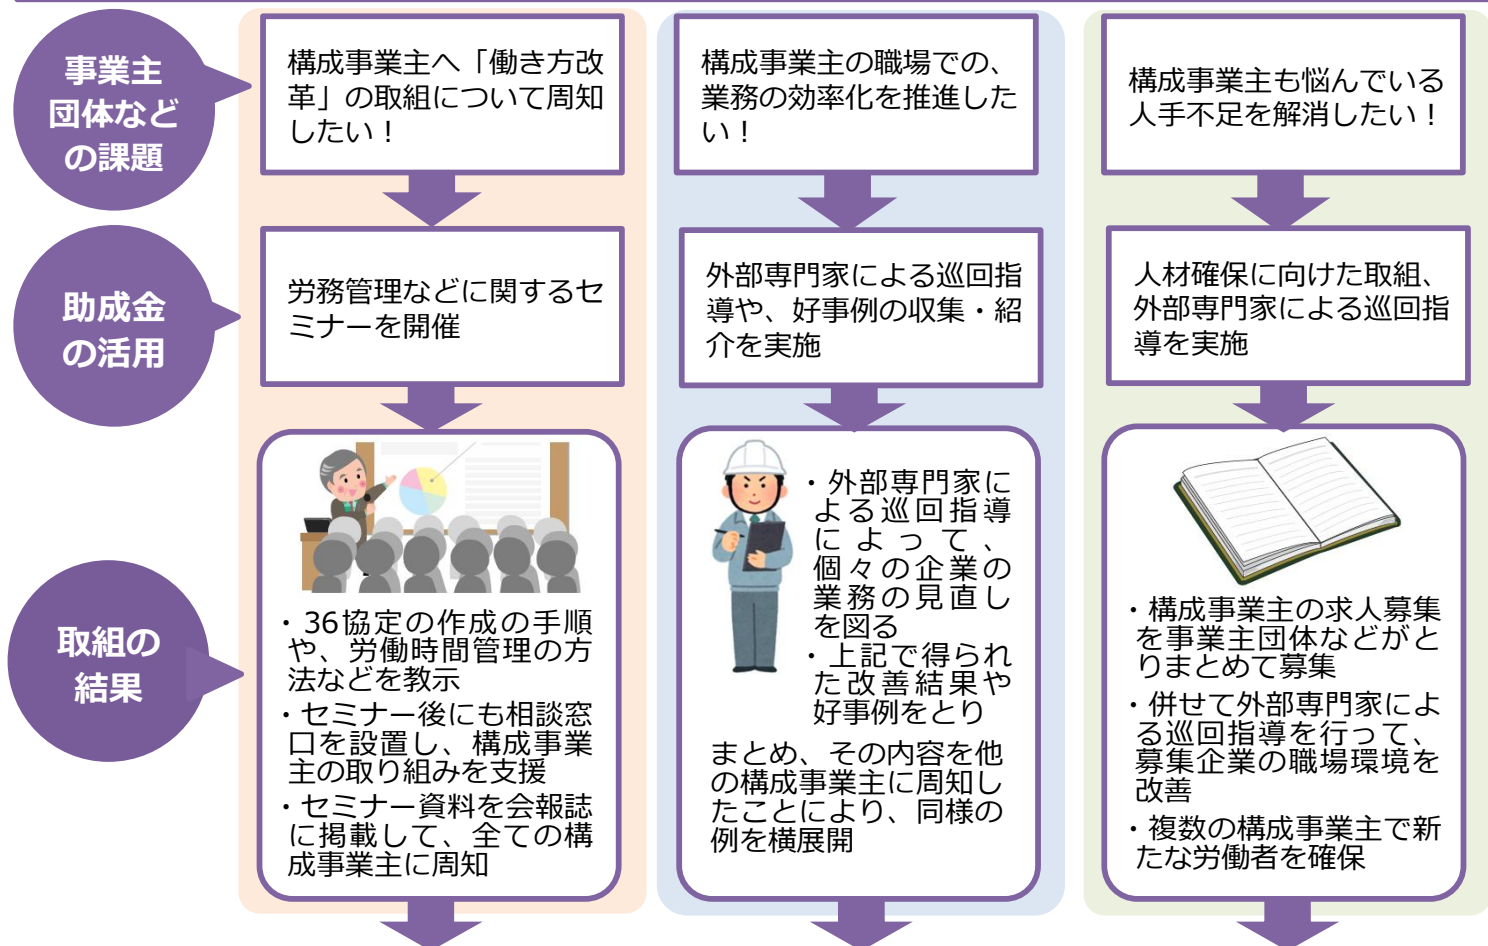 事業主
団体など
の課題
構成事業主へ「働き方改
革」の取組について周知
したい！
構成事業主の職場での、
業務の効率化を推進した
い！
構成事業主も悩んでいる
人手不足を解消したい！
助成金
の活用
労務管理などに関するセ
ミナーを開催
外部専門家による巡回指
導や、好事例の収集・紹
介を実施
人材確保に向けた取組、
外部専門家による巡回指
導を実施
取組の
結果
・36協定の作成の手順
や、労働時間管理の方
法などを教示
・セミナー後にも相談窓
口を設置し、構成事業
主の取り組みを支援
・セミナー資料を会報誌
に掲載して、全ての構
成事業主に周知
・外部専門家に
よる巡回指導
によって、
個々の企業の
業務の見直し
を図る
・上記で得られ
た改善結果や
好事例をとり
まとめ、その内容を他
の構成事業主に周知し
たことにより、同様の
例を横展開
・構成事業主の求人募集
を事業主団体などがと
りまとめて募集
・併せて外部専門家によ
る巡回指導を行って、
募集企業の職場環境を
改善
・複数の構成事業主で新
たな労働者を確保